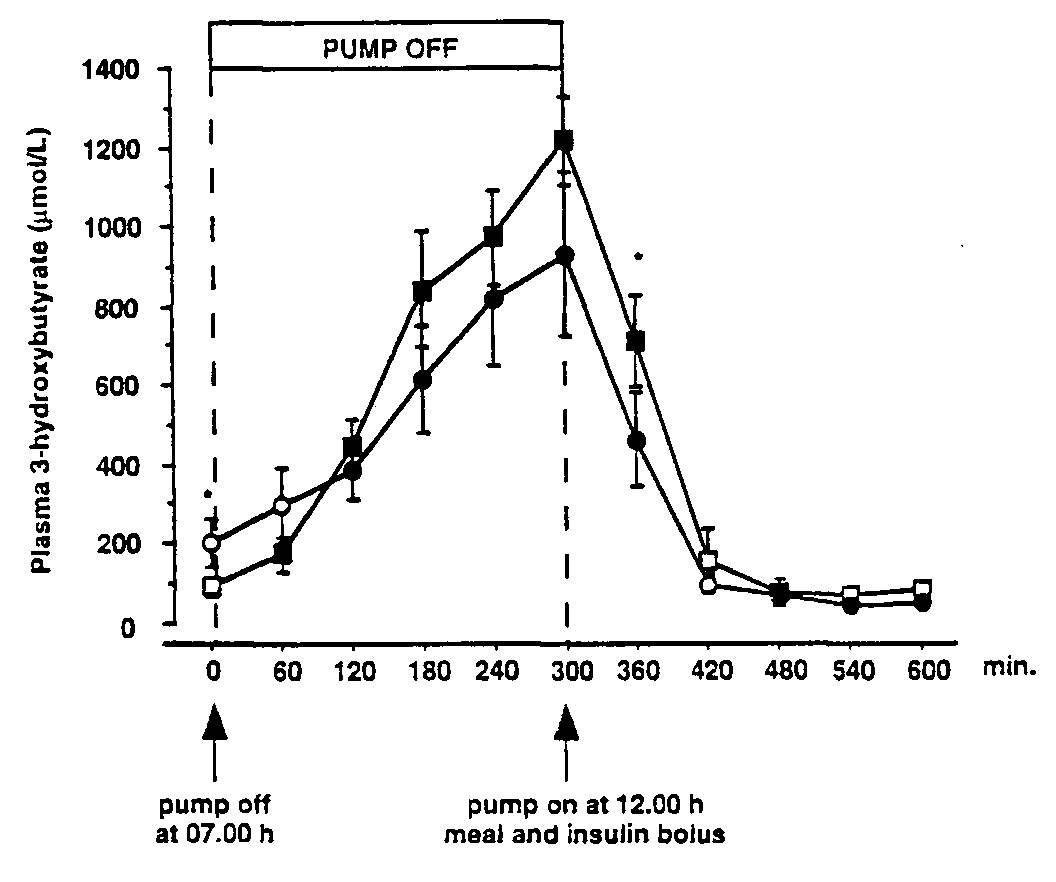 PUMP OFF
1400
1200
1000
800
600
400
200
0
Plasma 3-hydroxybutyrate (µmol/L)
0 60 120 180 240 300 360 420 480 540 600 min.
pump off
at 07.00 h
pump on at 12.00 h
meal and insulin bolus